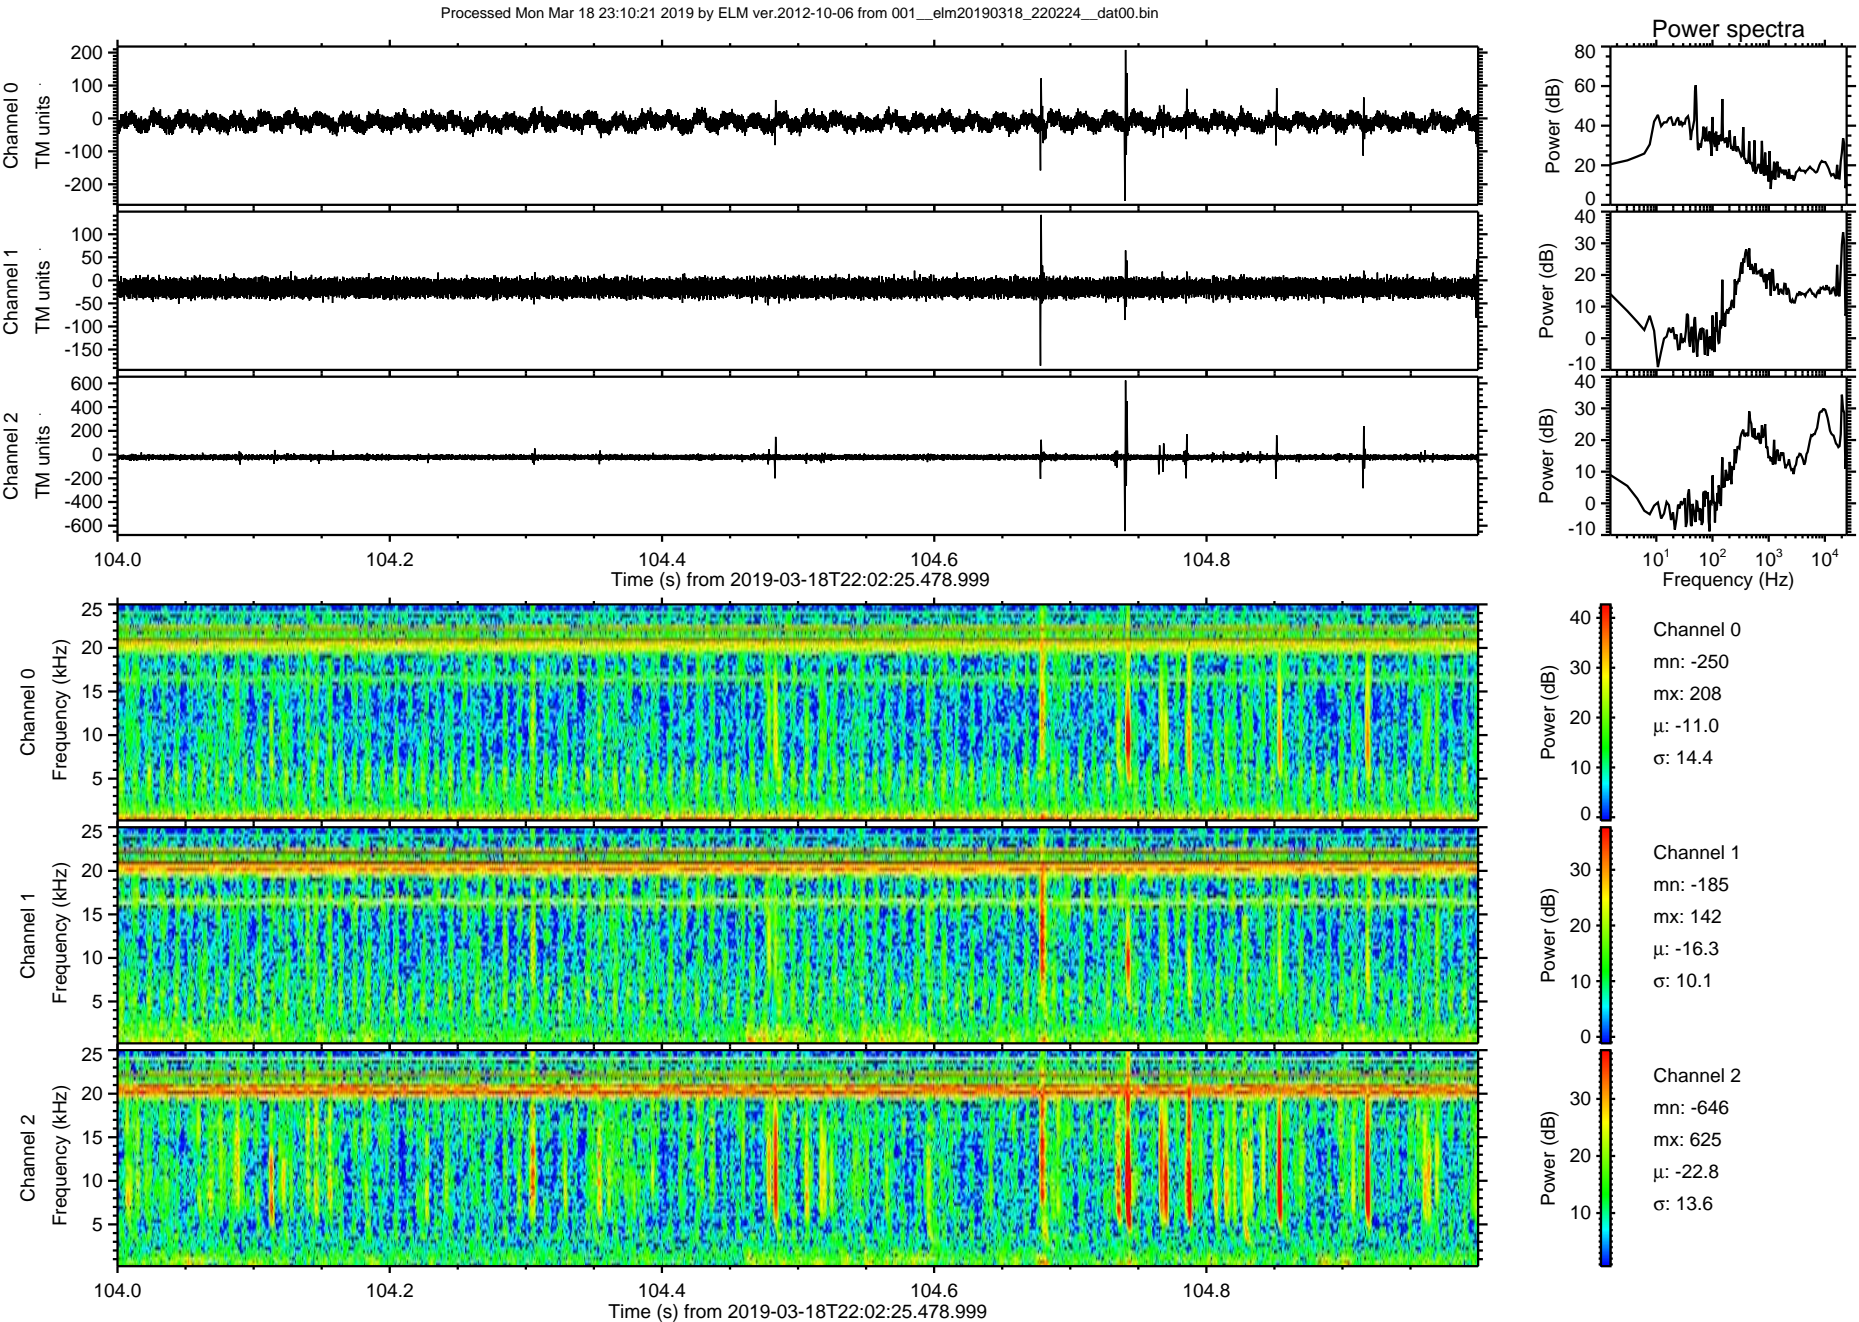 Processed Mon Mar 18 23:10:21 2019 by ELM ver.2012-10-06 from 001__elm20190318_220224__dat00.bin
Power spectra
Channel 0
TM units
200
100
0
-100
-200
Power (dB)
80
60
40
20
0
Channel 1
TM units
100
50
0
-50
-100
-150
Power (dB)
40
30
20
10
0
-10
Channel 2
TM units
600
400
200
0
-200
-400
-600
Power (dB)
40
30
20
10
0
-10
104.0 104.2 104.4 104.6 104.8
Time (s) from 2019-03-18T22:02:25.478.999
10^1 10^2 10^3 10^4
Frequency (Hz)
Channel 0
Frequency (kHz)
25
20
15
10
5
Power (dB)
40
30
20
10
0
Channel 0
mn: -250
mx: 208
μ: -11.0
σ: 14.4
Channel 1
Frequency (kHz)
25
20
15
10
5
Power (dB)
30
20
10
0
Channel 1
mn: -185
mx: 142
μ: -16.3
σ: 10.1
Channel 2
Frequency (kHz)
25
20
15
10
5
Power (dB)
30
20
10
Channel 2
mn: -646
mx: 625
μ: -22.8
σ: 13.6
104.0 104.2 104.4 104.6 104.8
Time (s) from 2019-03-18T22:02:25.478.999